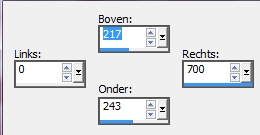 Boven:
217
Links:
0
Rechts:
700
Onder:
243